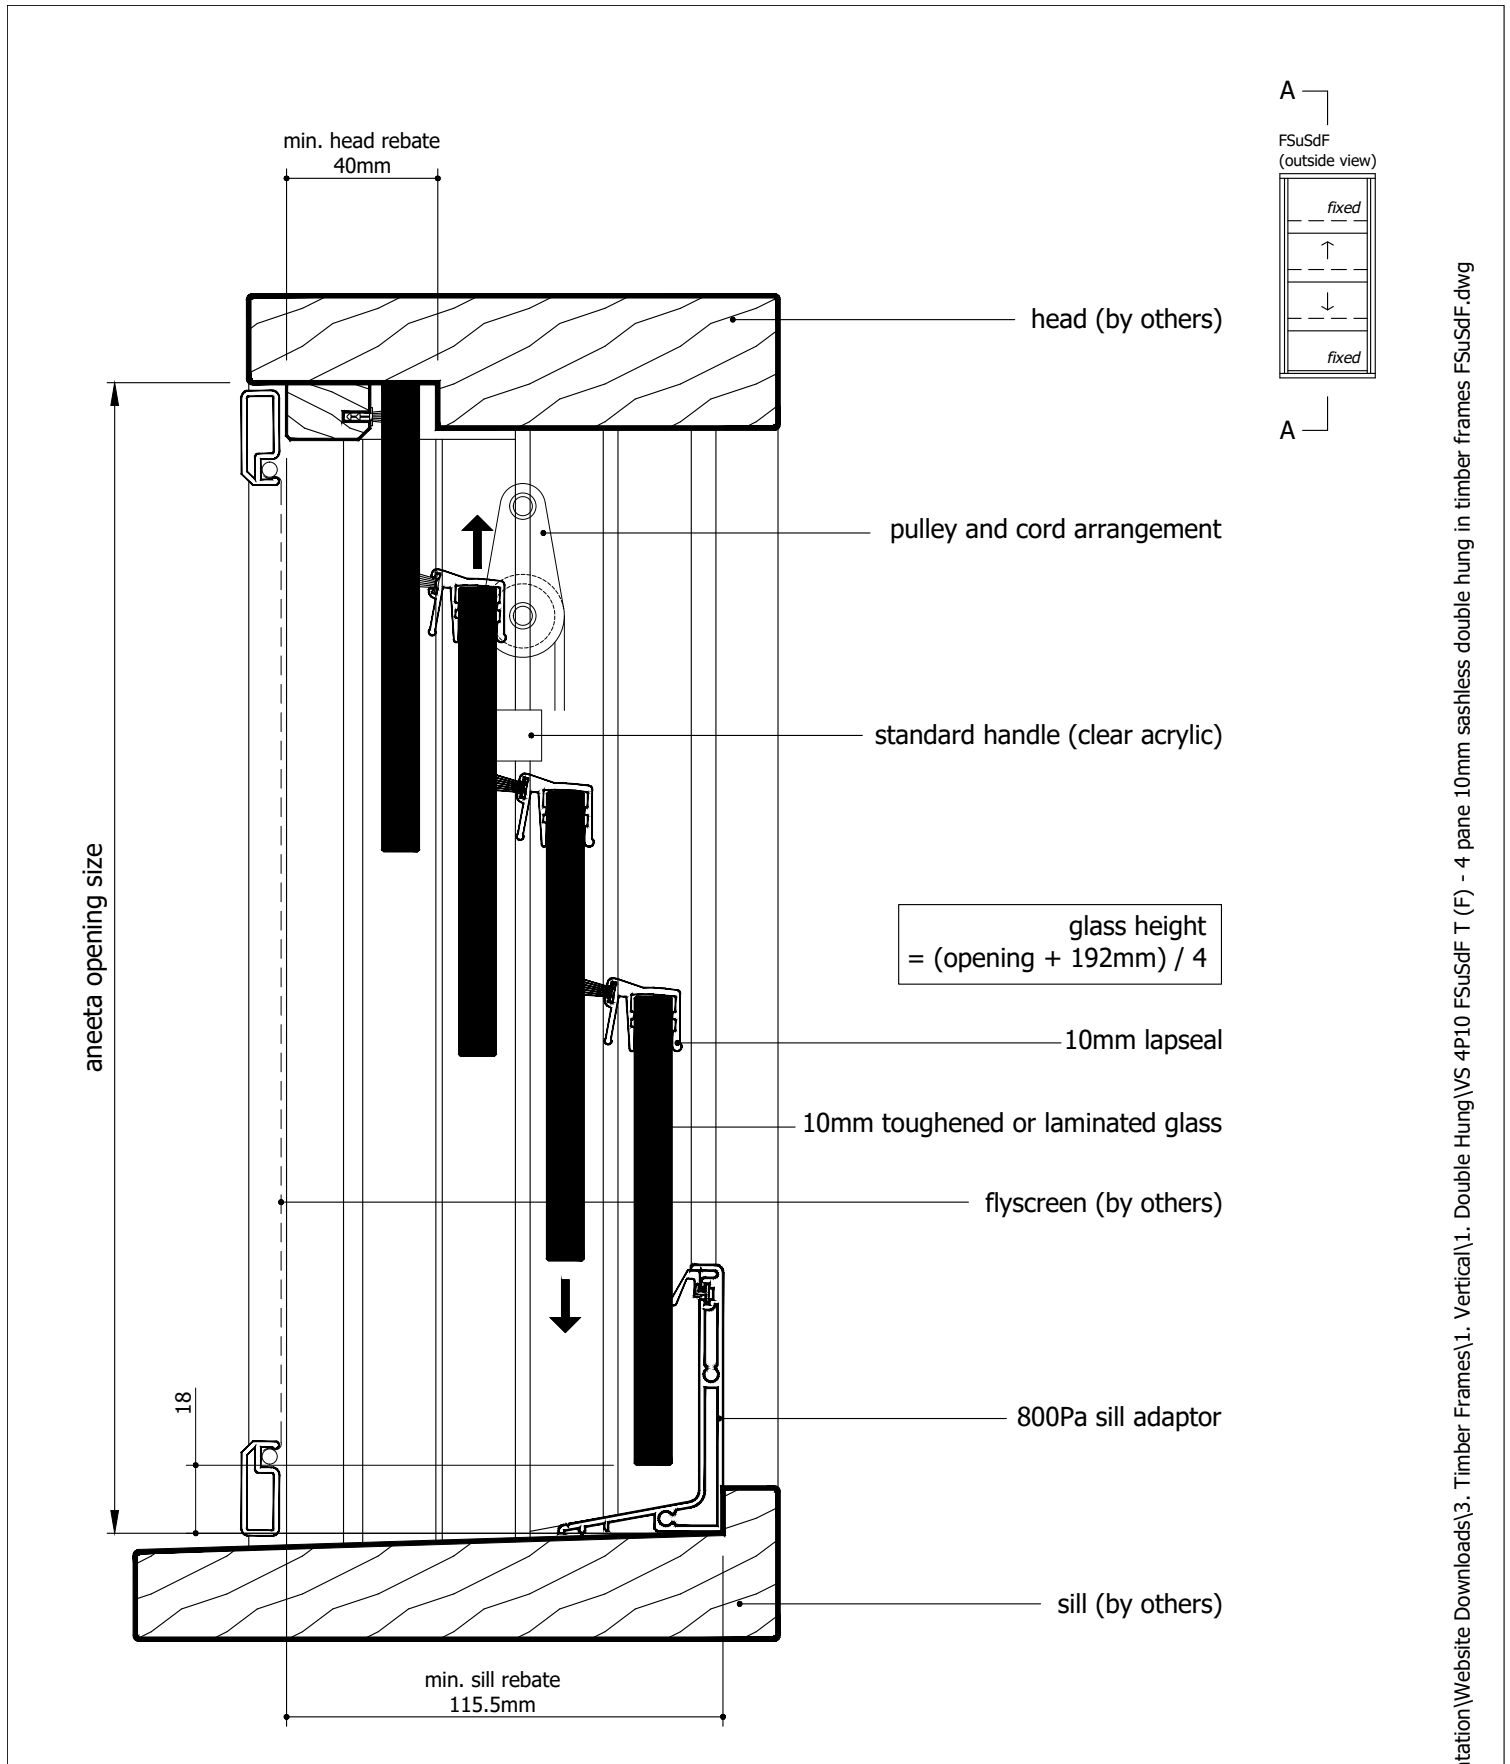 A
FSuSdF
(outside view)
fixed
fixed
A
min. head rebate
40mm
head (by others)
pulley and cord arrangement
standard handle (clear acrylic)
aneeta opening size
glass height
= (opening + 192mm) / 4
10mm lapseal
10mm toughened or laminated glass
flyscreen (by others)
18
800Pa sill adaptor
sill (by others)
min. sill rebate
115.5mm
tation\Website Downloads\3. Timber Frames\1. Vertical\1. Double Hung\VS 4P10 FSuSdF T (F) - 4 pane 10mm sashless double hung in timber frames FSuSdF.dwg